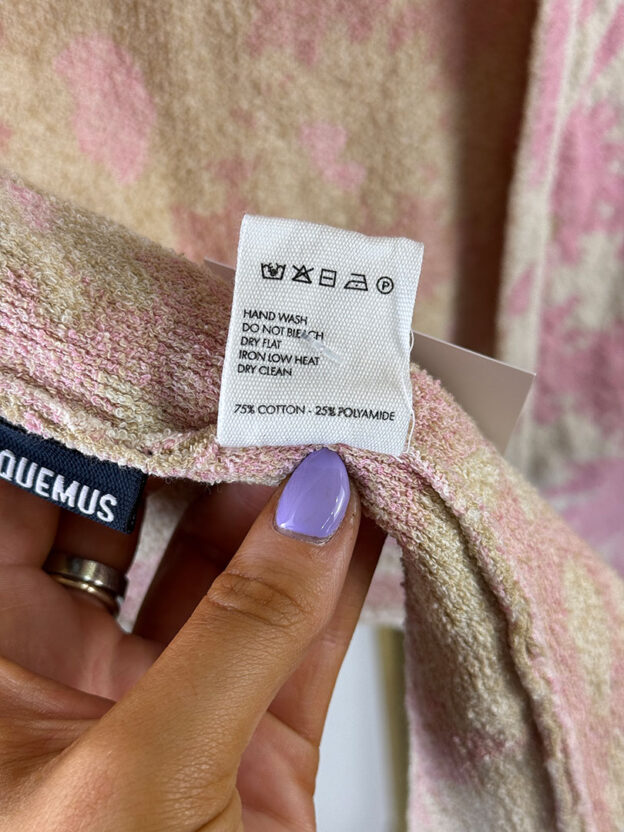 P
HAND WASH
DO NOT BLEACH
DRY FLAT
IRON LOW HEAT
DRY CLEAN
75% COTTON - 25% POLYAMIDE
QUEMUS